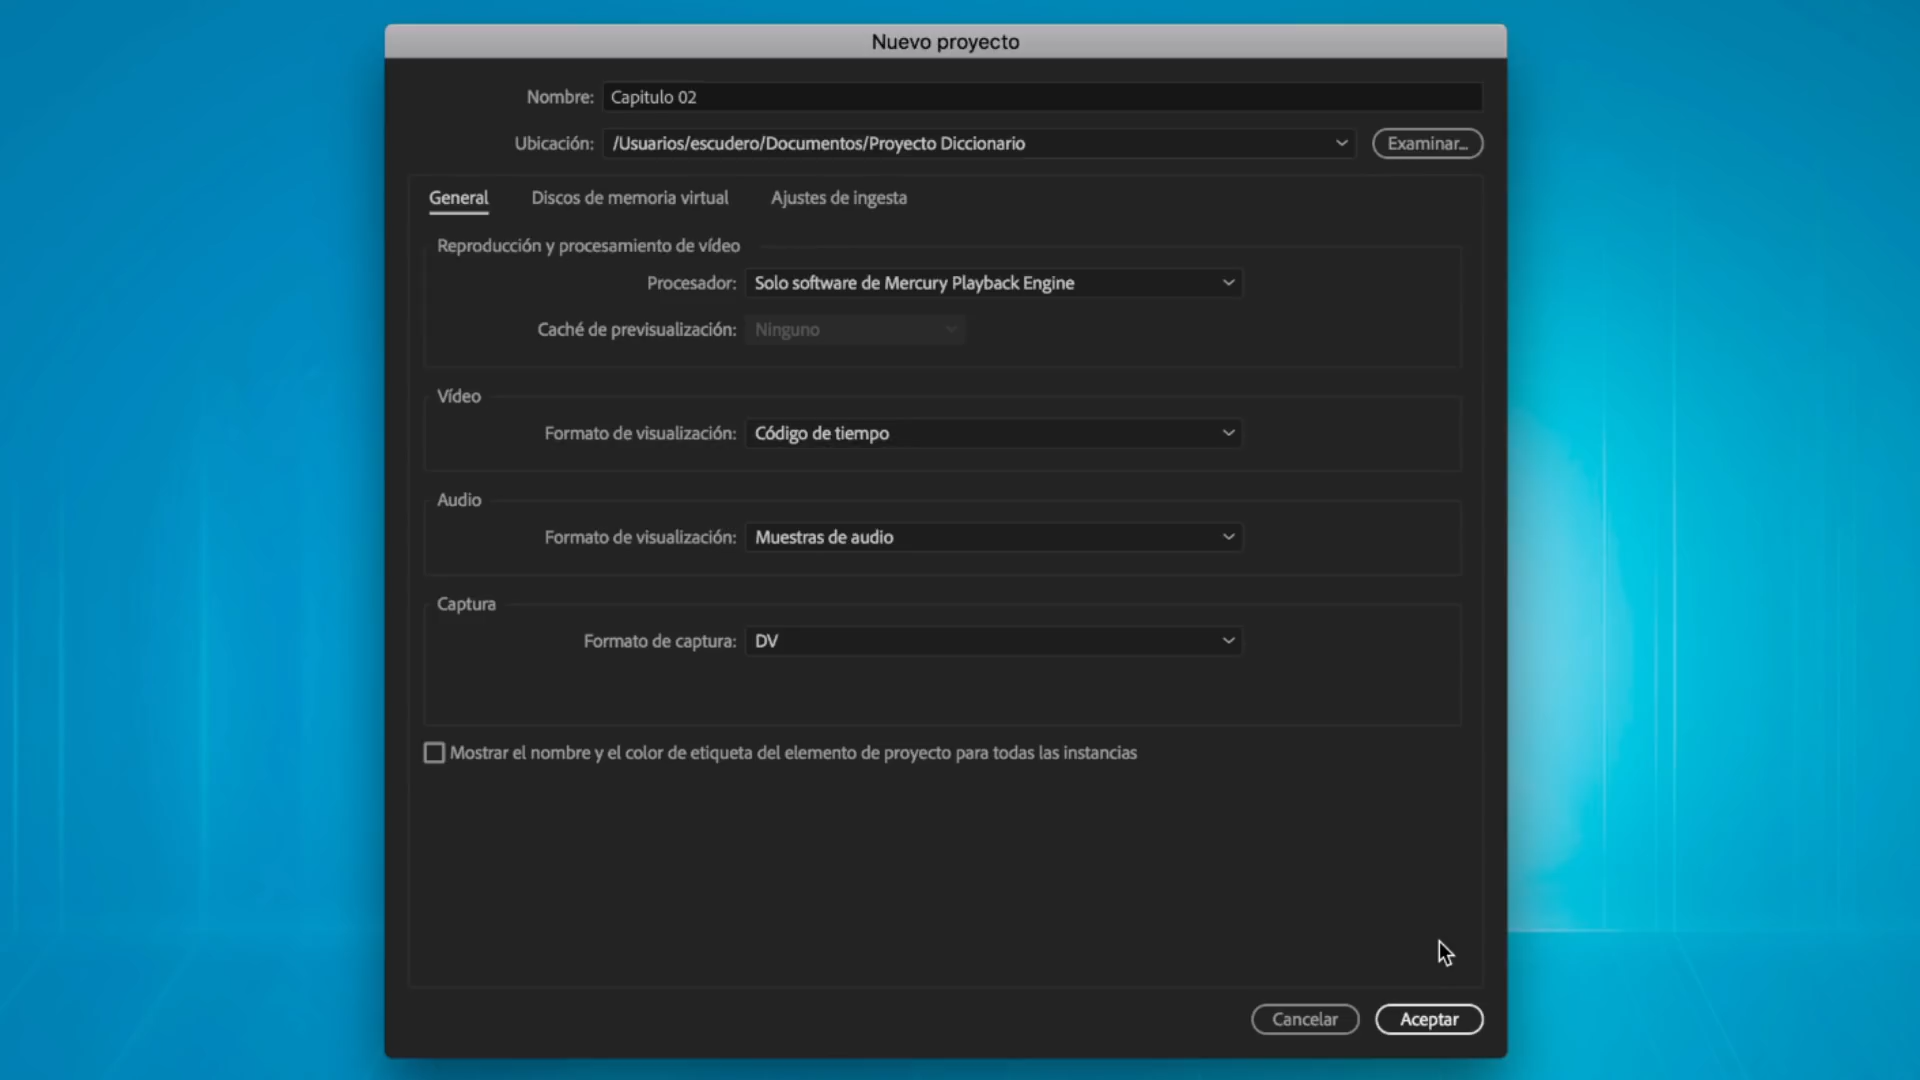 Nuevo proyecto
Nombre: Capitulo 02
Ubicación: /Usuarios/escudero/Documentos/Proyecto Diccionario Examinar...
General Discos de memoria virtual Ajustes de ingesta
Reproducción y procesamiento de vídeo
Procesador: Solo software de Mercury Playback Engine
Caché de previsualización: Ninguno
Vídeo
Formato de visualización: Código de tiempo
Audio
Formato de visualización: Muestras de audio
Captura
Formato de captura: DV
Mostrar el nombre y el color de etiqueta del elemento de proyecto para todas las instancias
Cancelar Aceptar